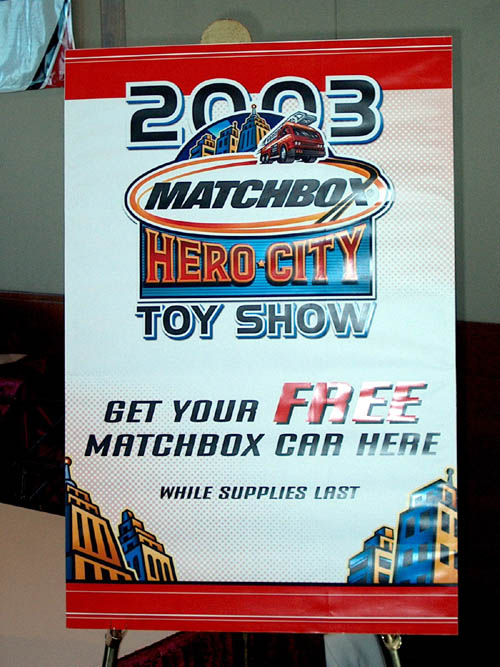 2003
MATCHBOX
HERO CITY
TOY SHOW
GET YOUR FREE
MATCHBOX CAR HERE
WHILE SUPPLIES LAST